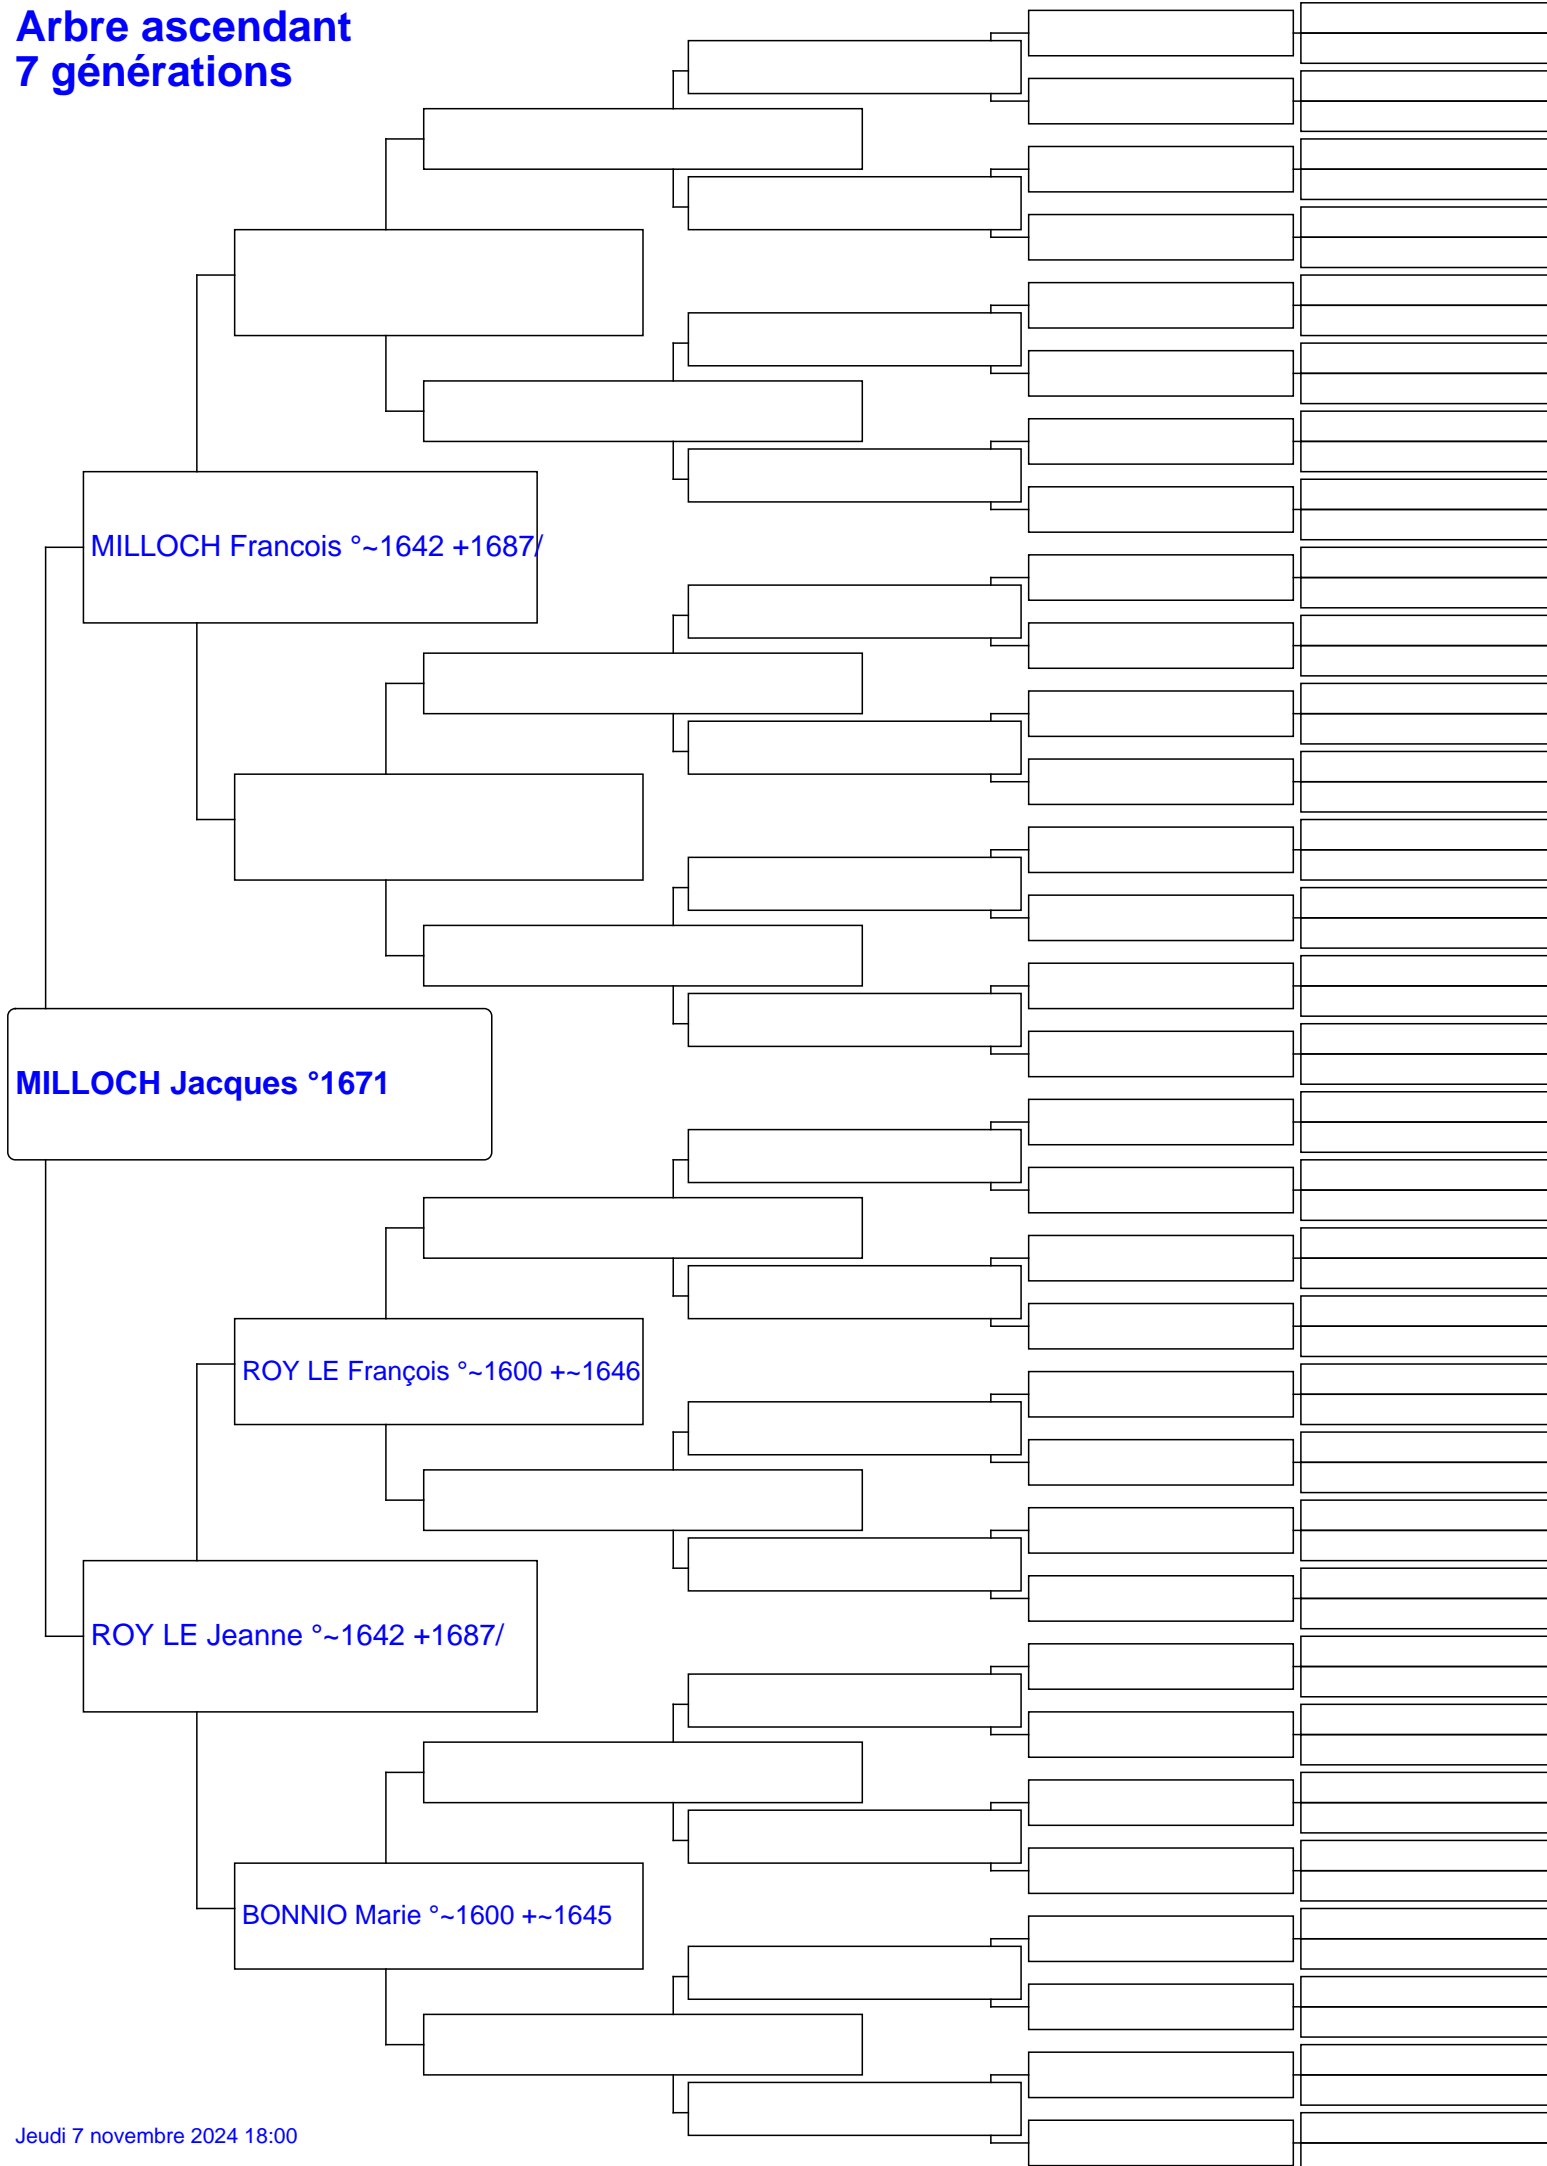 Arbre ascendant
7 générations
MILLOCH Francois °~1642 +1687/
MILLOCH Jacques °1671
ROY LE François °~1600 +~1646
ROY LE Jeanne °~1642 +1687/
BONNIO Marie °~1600 +~1645
Jeudi 7 novembre 2024 18:00